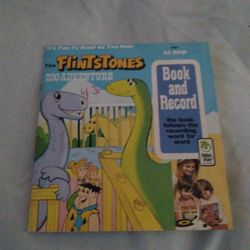 It's Fun To Read As You Hear
45 RPM
The FLINTSTONES
ZOO ADVENTURE
Book and
Record
the book
follows the
recording
word for
word